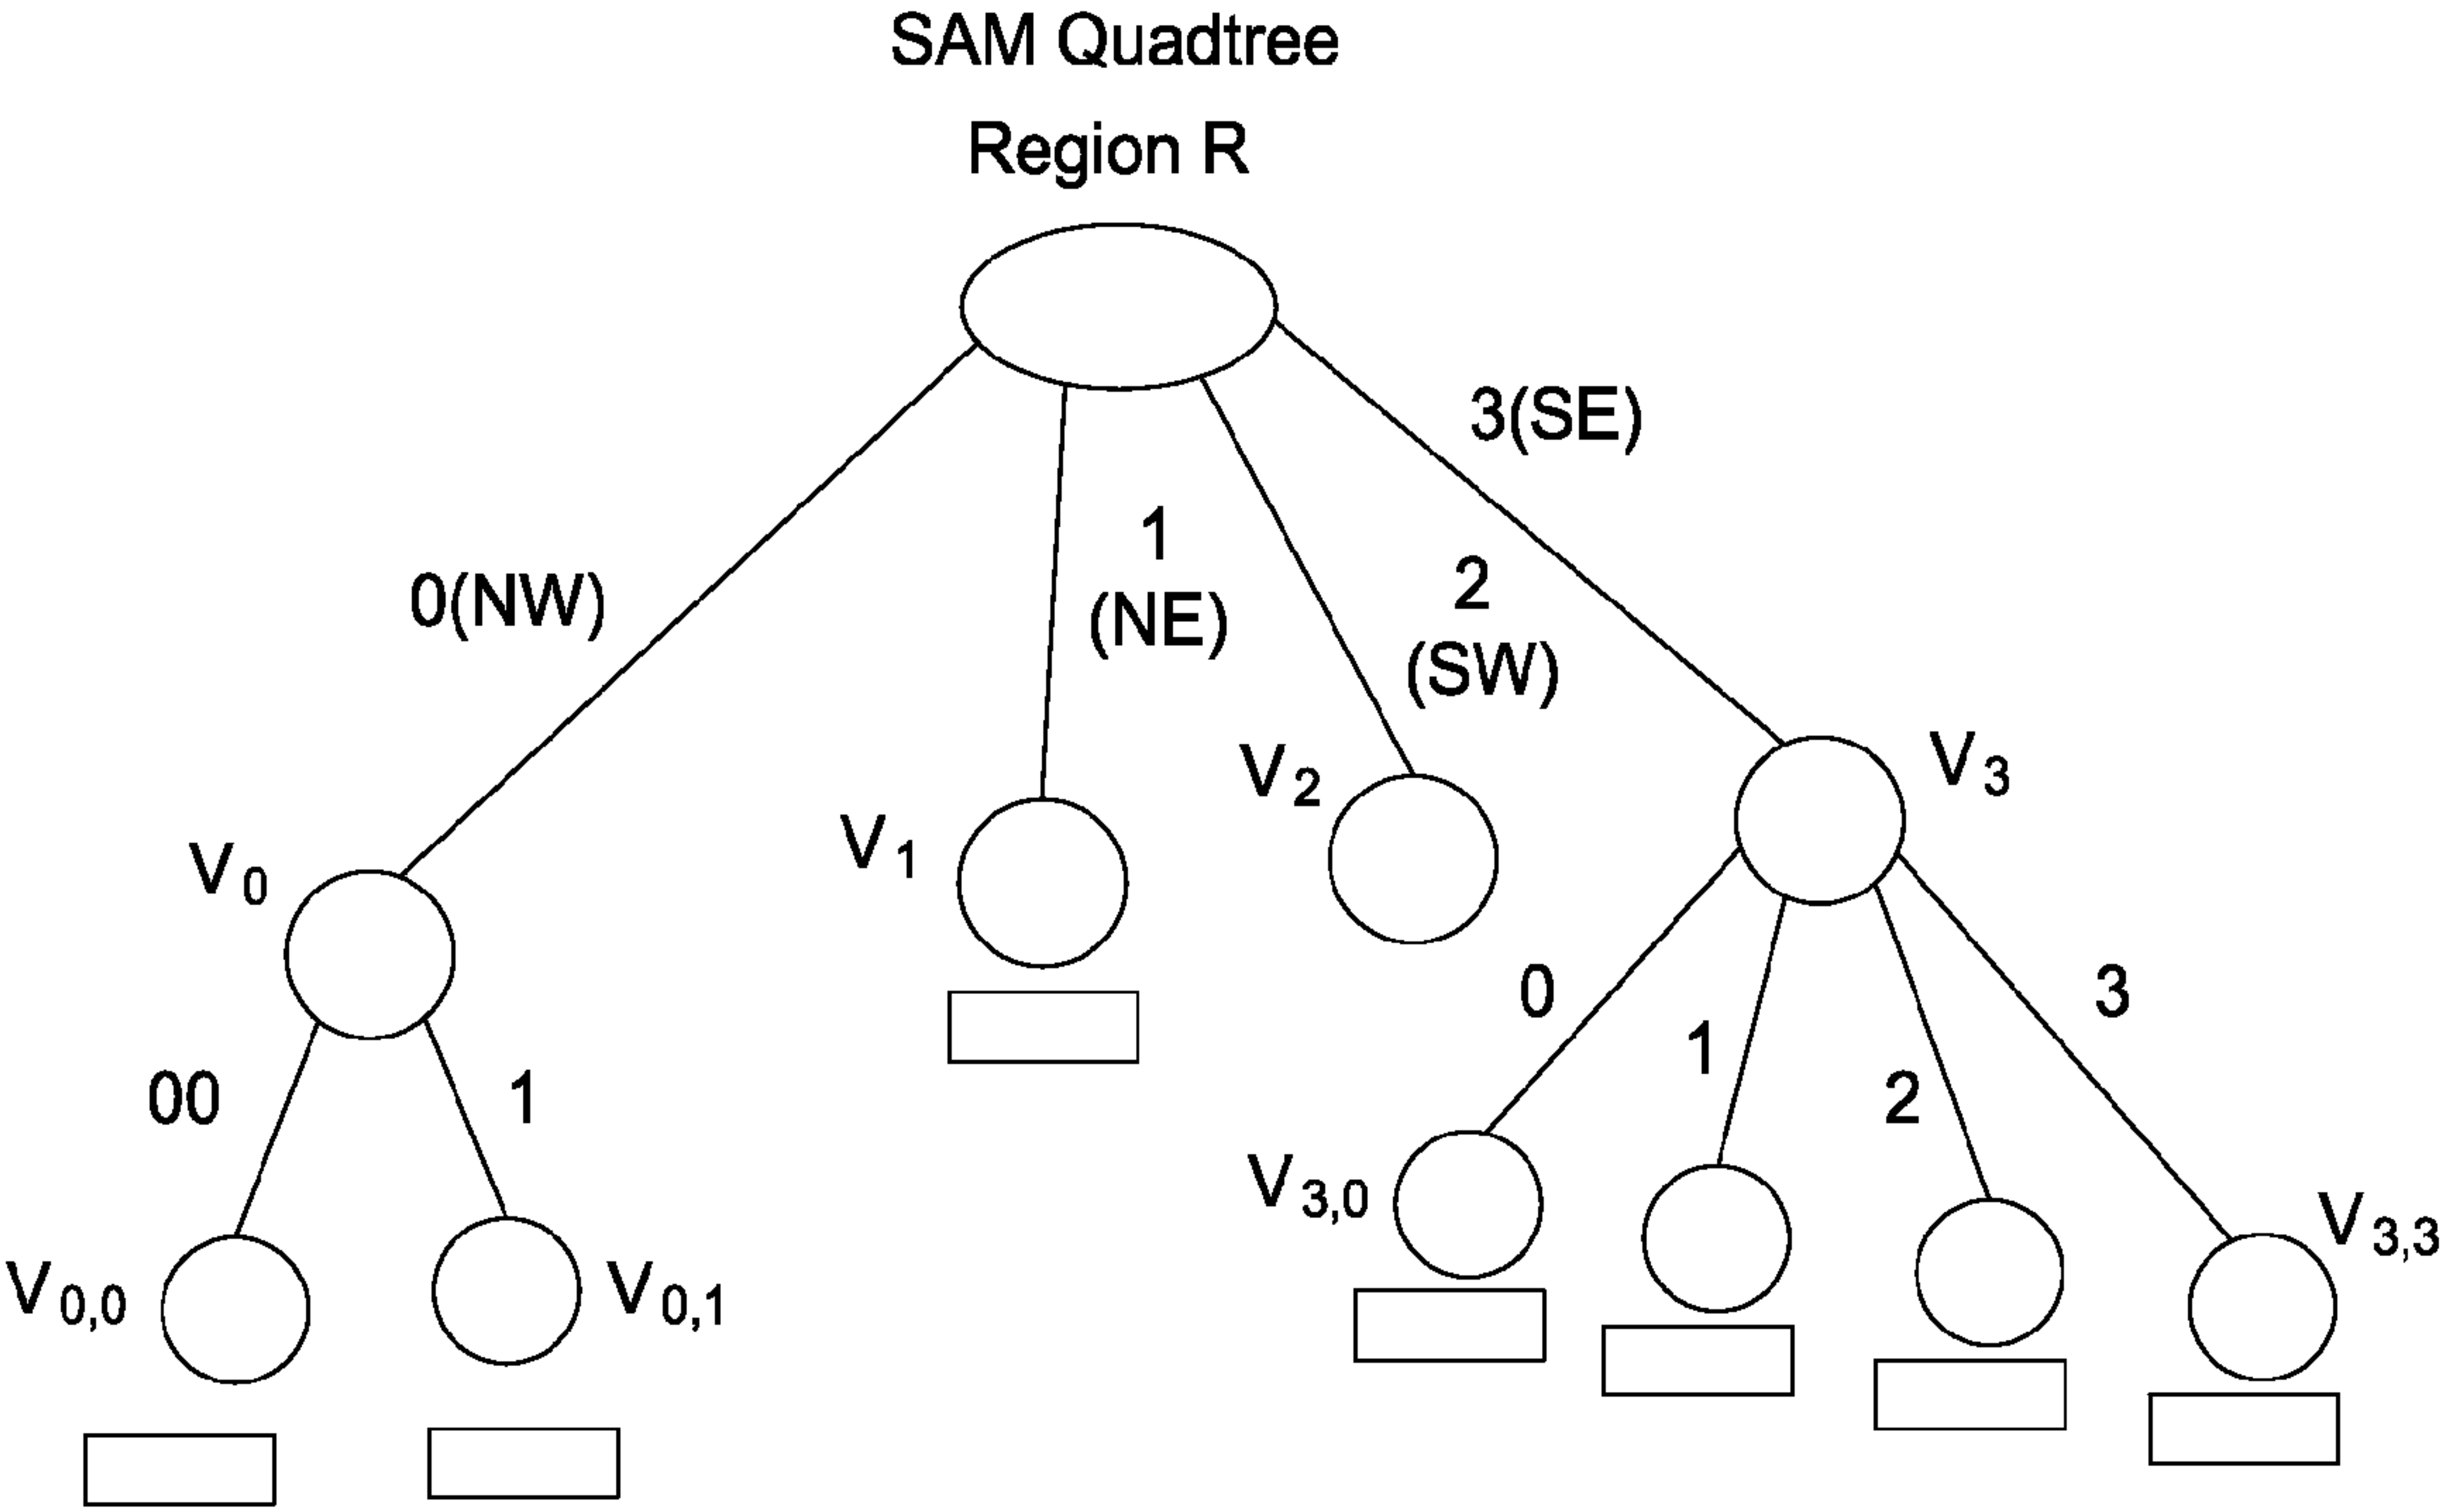 SAM Quadtree
Region R
3(SE)
0(NW)
1
(NE)
2
(SW)
V3
V2
V1
V0
0
3
1
2
00
1
V3,0
V3,3
V0,0
V0,1